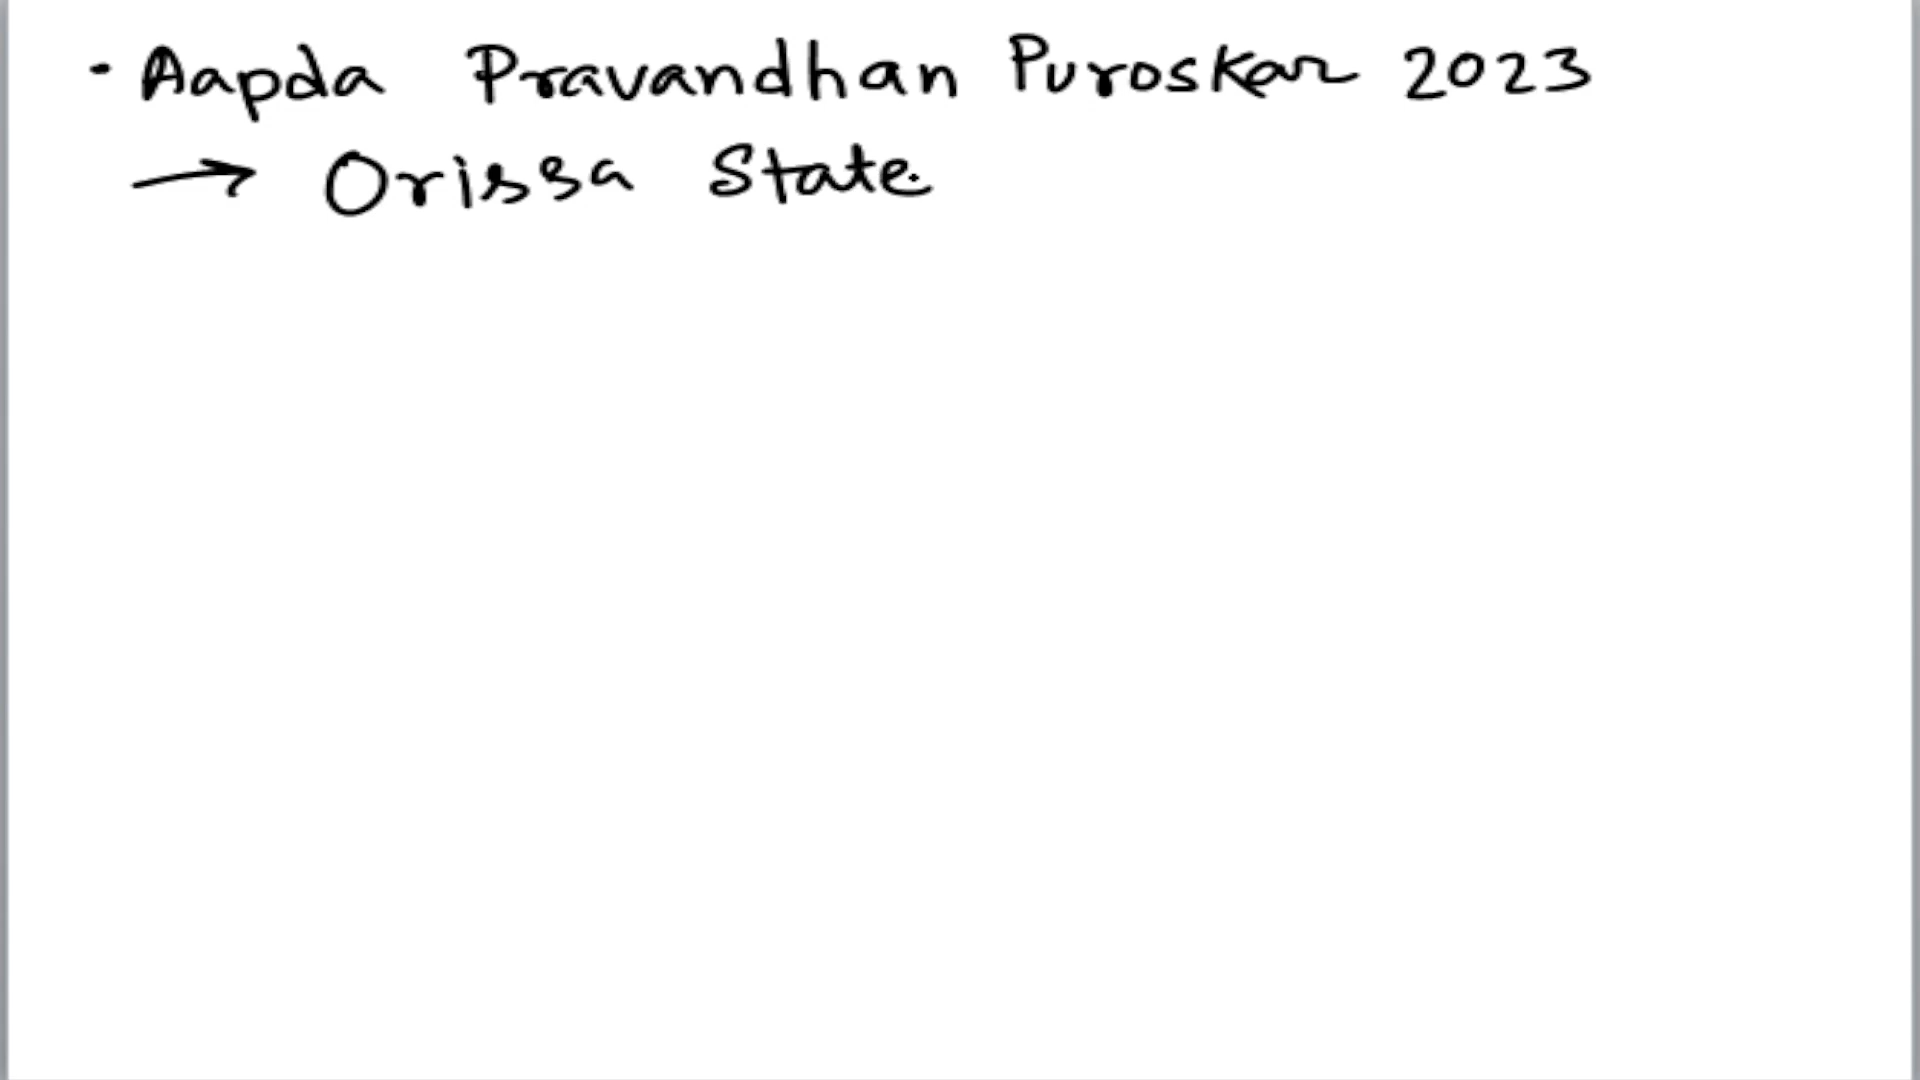 · Aapda Pravandhan Puroskar 2023
→ Orissa State.